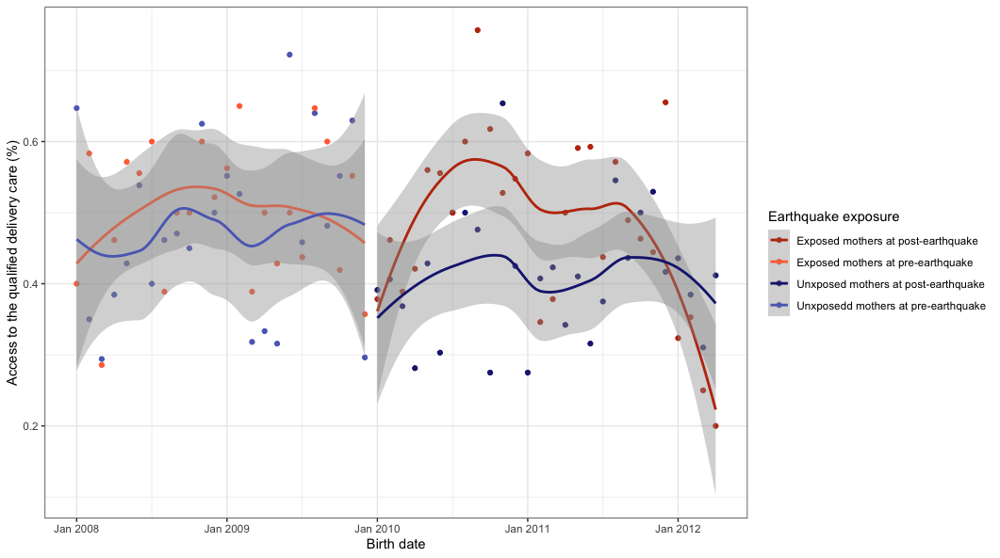 Access to the qualified delivery care (%)
0.6
0.4
0.2
Jan 2008
Jan 2009
Jan 2010
Jan 2011
Jan 2012
Birth date
Earthquake exposure
Exposed mothers at post-earthquake
Exposed mothers at pre-earthquake
Unxposed mothers at post-earthquake
Unxposedd mothers at pre-earthquake